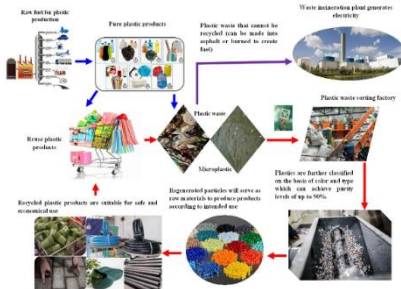 Raw fuel for plastic
production
Pure plastic products
Plastic waste that cannot be
recycled (can be made into
asphalt or burned to create
fuel)
Waste incineration plant generates
electricity
Plastic waste
Plastic waste sorting factory
Reuse plastic
products
Microplastic
Plastics are further classified
on the basis of color and type
which can achieve purity
levels of up to 90%.
Regenerated particles will serve as
raw materials to produce products
according to intended use
Recycled plastic products are suitable for safe and
economical use